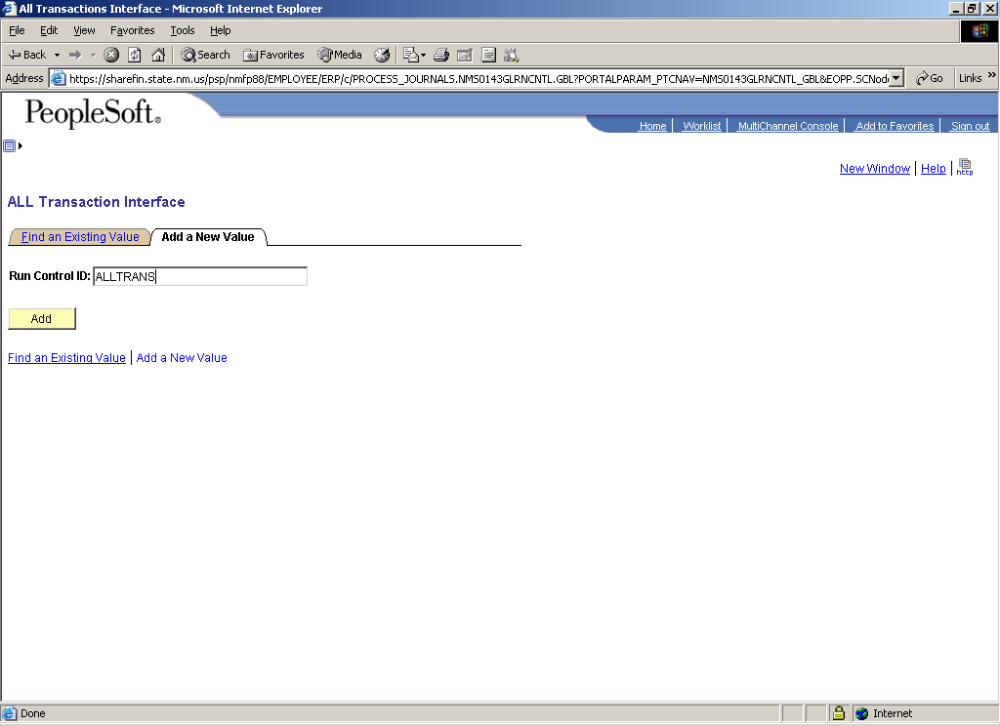 All Transactions Interface - Microsoft Internet Explorer
File Edit View Favorites Tools Help
Back Search Favorites Media
Address https://sharefin.state.nm.us/psp/nmfp88/EMPLOYEE/ERP/c/PROCESS_JOURNALS.NMS0143GLRNCNTL.GBL?PORTALPARAM_PTCNAV=NMS0143GLRNCNTL_GBL&EOPP.SCNode Go Links »
PeopleSoft.
Home Worklist MultiChannel Console Add to Favorites Sign out
New Window | Help | http
ALL Transaction Interface
Find an Existing Value Add a New Value
Run Control ID: ALLTRANS
Add
Find an Existing Value | Add a New Value
Done Internet